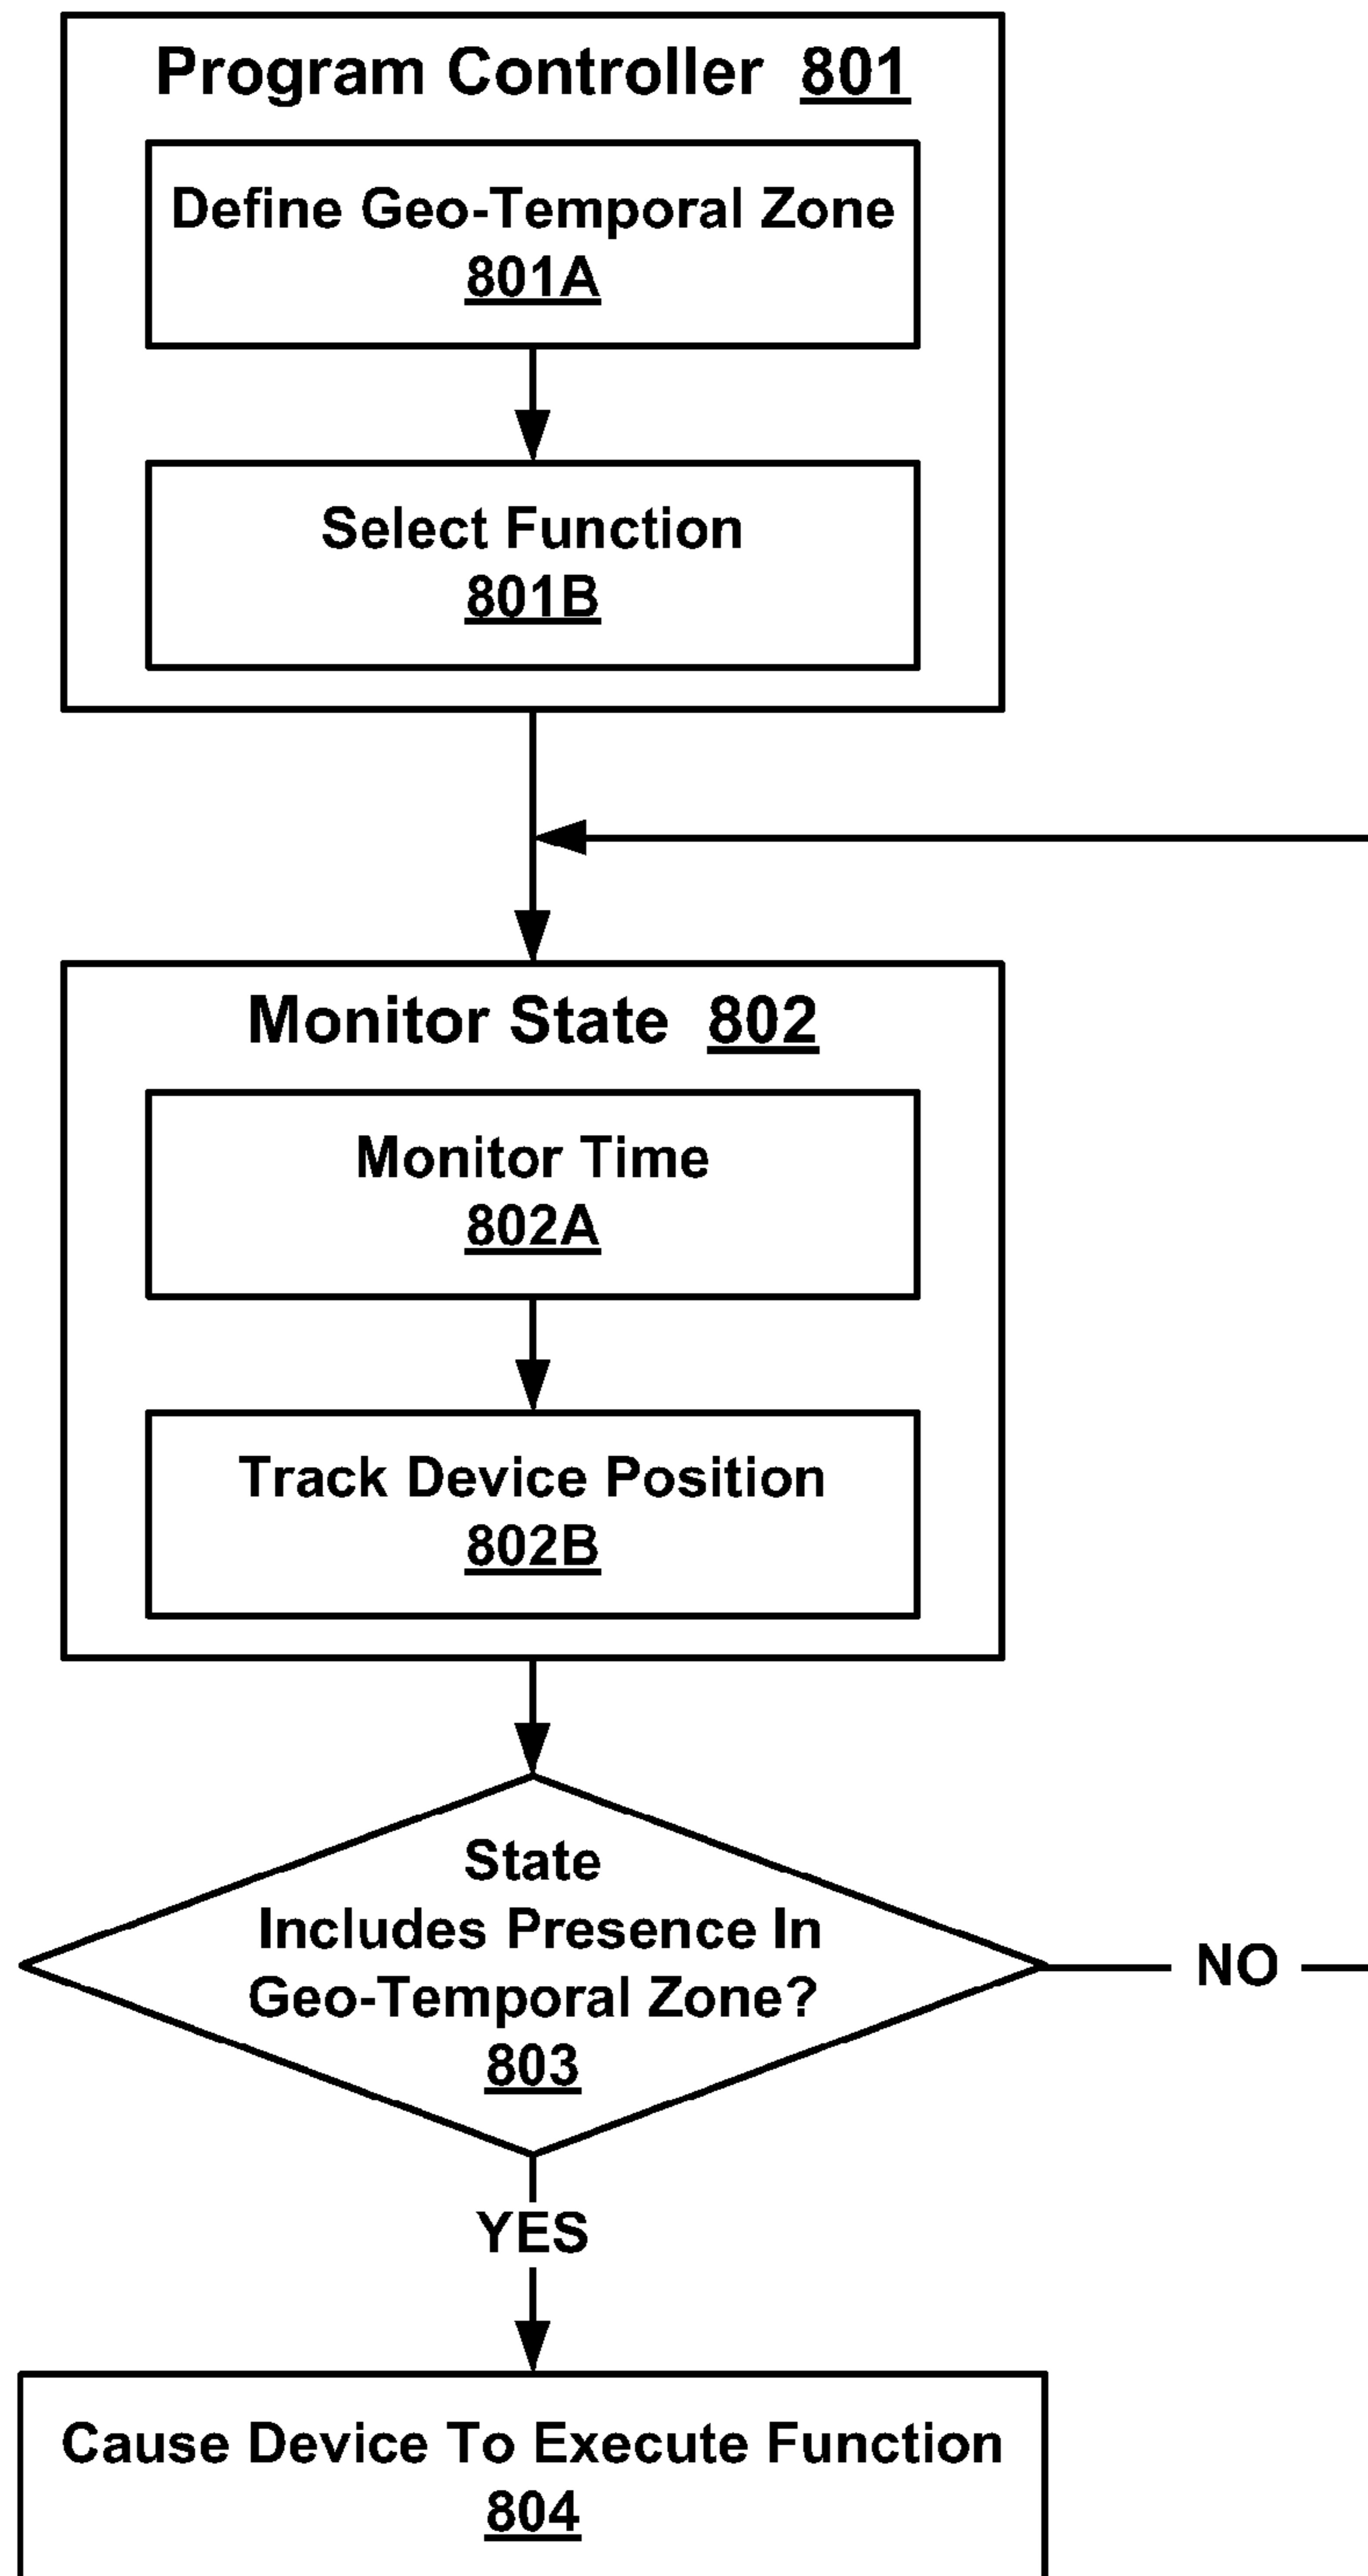 Program Controller 801
Define Geo-Temporal Zone
801A
Select Function
801B
Monitor State 802
Monitor Time
802A
Track Device Position
802B
State
Includes Presence In
Geo-Temporal Zone?
803
NO
YES
Cause Device To Execute Function
804